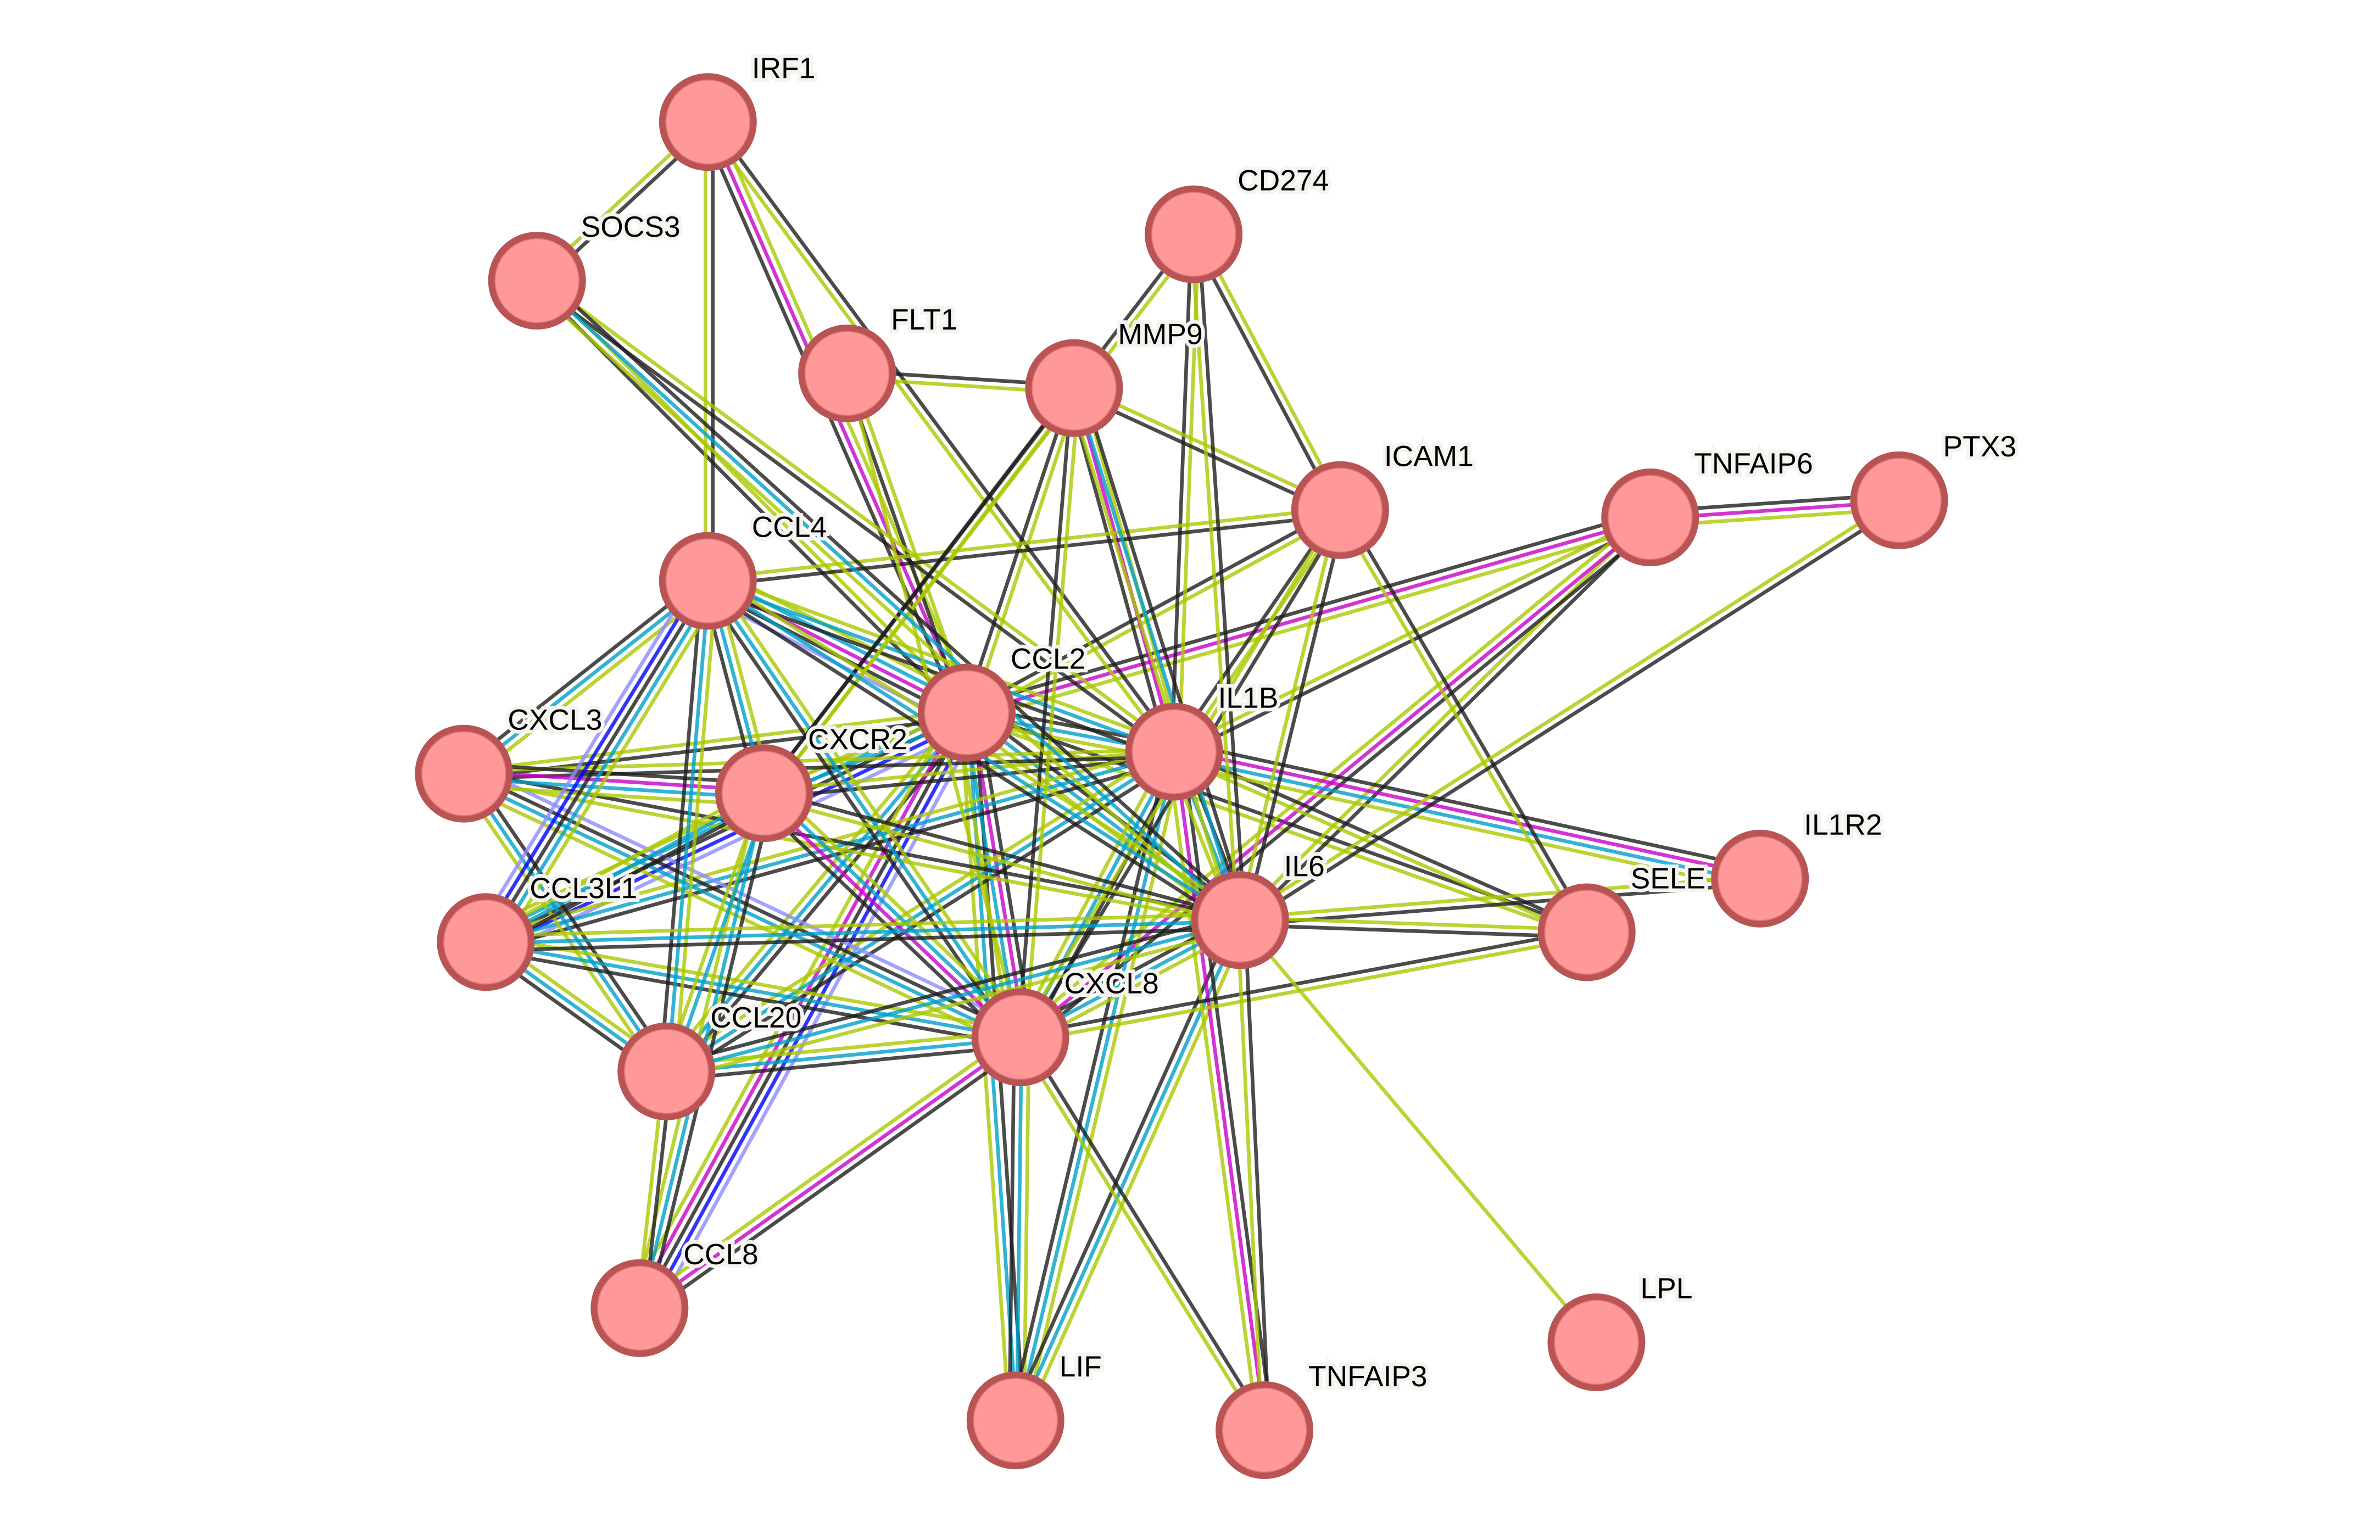 IRF1
CD274
SOCS3
FLT1
MMP9
PTX3
ICAM1
TNFAIP6
CCL4
CCL2
IL1B
CXCL3
CXCR2
IL1R2
IL6
SELE
CCL3L1
CXCL8
CCL20
CCL8
LPL
LIF
TNFAIP3